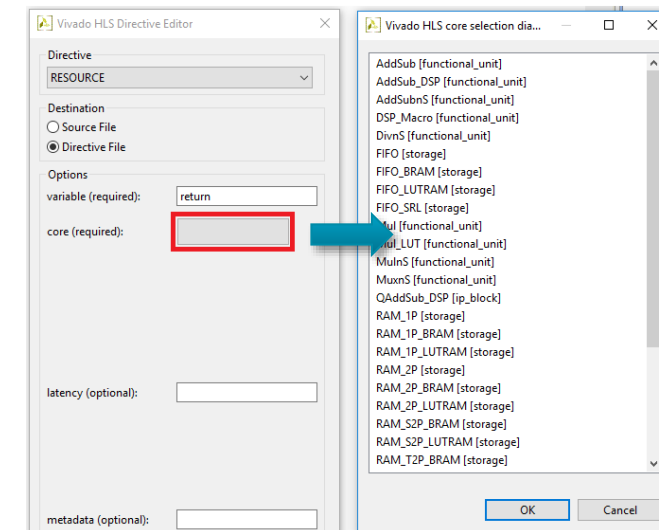 Vivado HLS Directive Editor
Directive
RESOURCE
Destination
Source File
Directive File
Options
variable (required):
return
core (required):
latency (optional):
metadata (optional):
Vivado HLS core selection dia...
AddSub [functional_unit]
AddSub_DSP [functional_unit]
AddSubnS [functional_unit]
DSP_Macro [functional_unit]
DivnS [functional_unit]
FIFO [storage]
FIFO_BRAM [storage]
FIFO_LUTRAM [storage]
FIFO_SRL [storage]
Mul [functional_unit]
Mul_LUT [functional_unit]
MulnS [functional_unit]
MuxnS [functional_unit]
QAddSub_DSP [ip_block]
RAM_1P [storage]
RAM_1P_BRAM [storage]
RAM_1P_LUTRAM [storage]
RAM_2P [storage]
RAM_2P_BRAM [storage]
RAM_2P_LUTRAM [storage]
RAM_S2P_BRAM [storage]
RAM_S2P_LUTRAM [storage]
RAM_T2P_BRAM [storage]
OK
Cancel